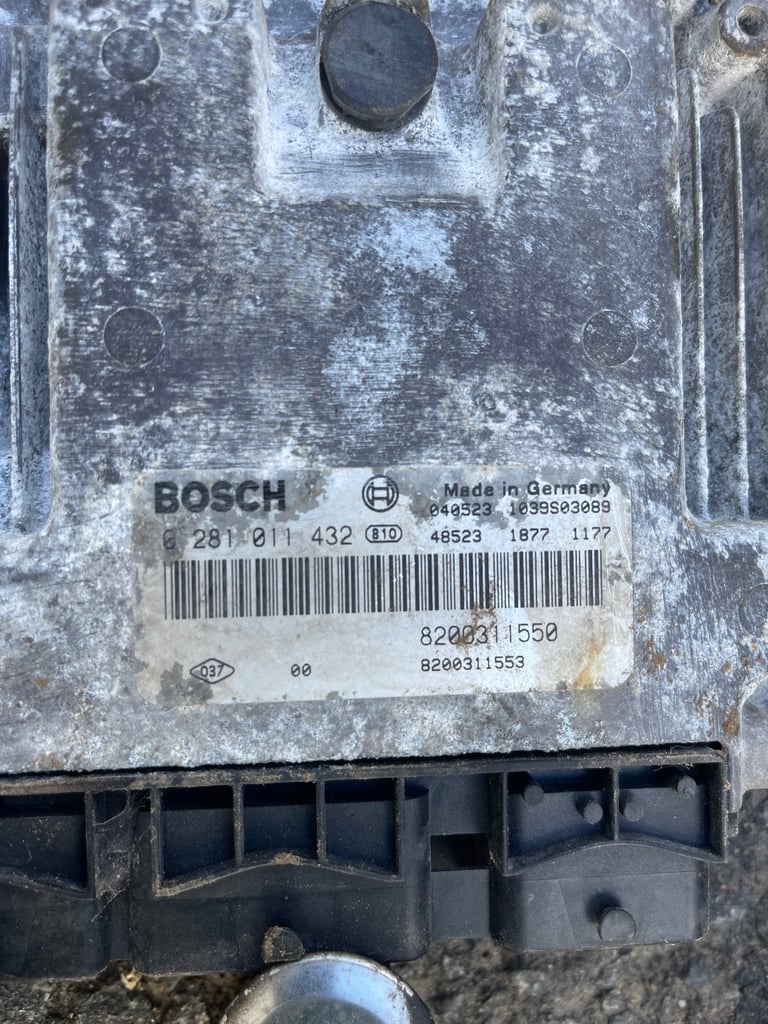 BOSCH Made in Germany
040523 1039S03089
0 281 011 432 810 48523 1877 1177
8200311550
037 00 8200311553